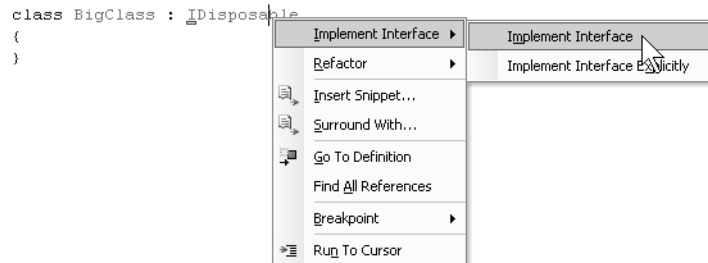 class BigClass : IDisposable
{
}
Implement Interface
Refactor
Insert Snippet...
Surround With...
Go To Definition
Find All References
Breakpoint
Run To Cursor
Implement Interface
Implement Interface Explicitly